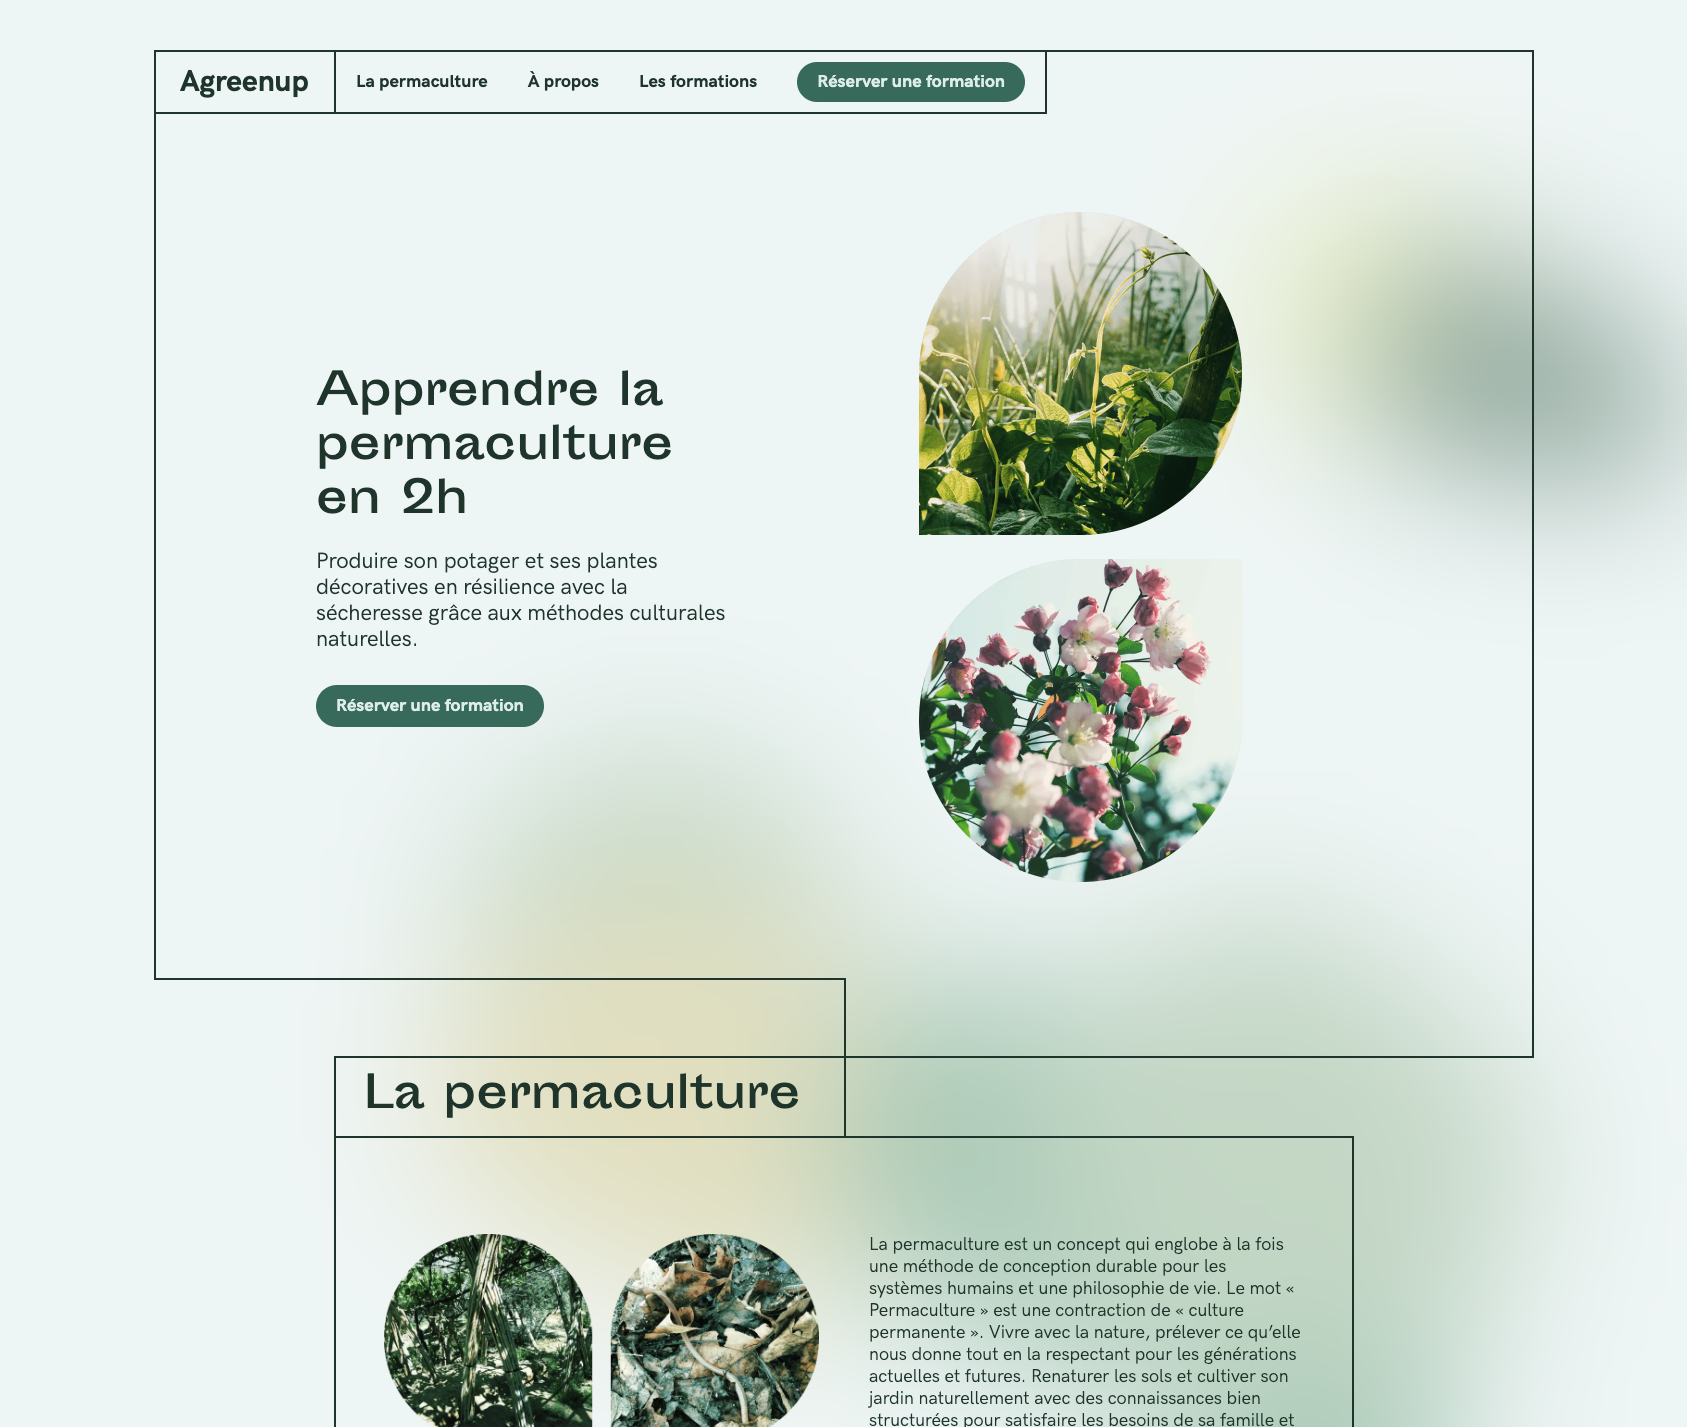 Agreenup
La permaculture
À propos
Les formations
Réserver une formation
Apprendre la
permaculture
en 2h
Produire son potager et ses plantes
décoratives en résilience avec la
sécheresse grâce aux méthodes culturales
naturelles.
Réserver une formation
La permaculture
La permaculture est un concept qui englobe à la fois
une méthode de conception durable pour les
systèmes humains et une philosophie de vie. Le mot «
Permaculture » est une contraction de « culture
permanente ». Vivre avec la nature, prélever ce qu’elle
nous donne tout en la respectant pour les générations
actuelles et futures. Renaturer les sols et cultiver son
jardin naturellement avec des connaissances bien
structurées pour satisfaire les besoins de sa famille et